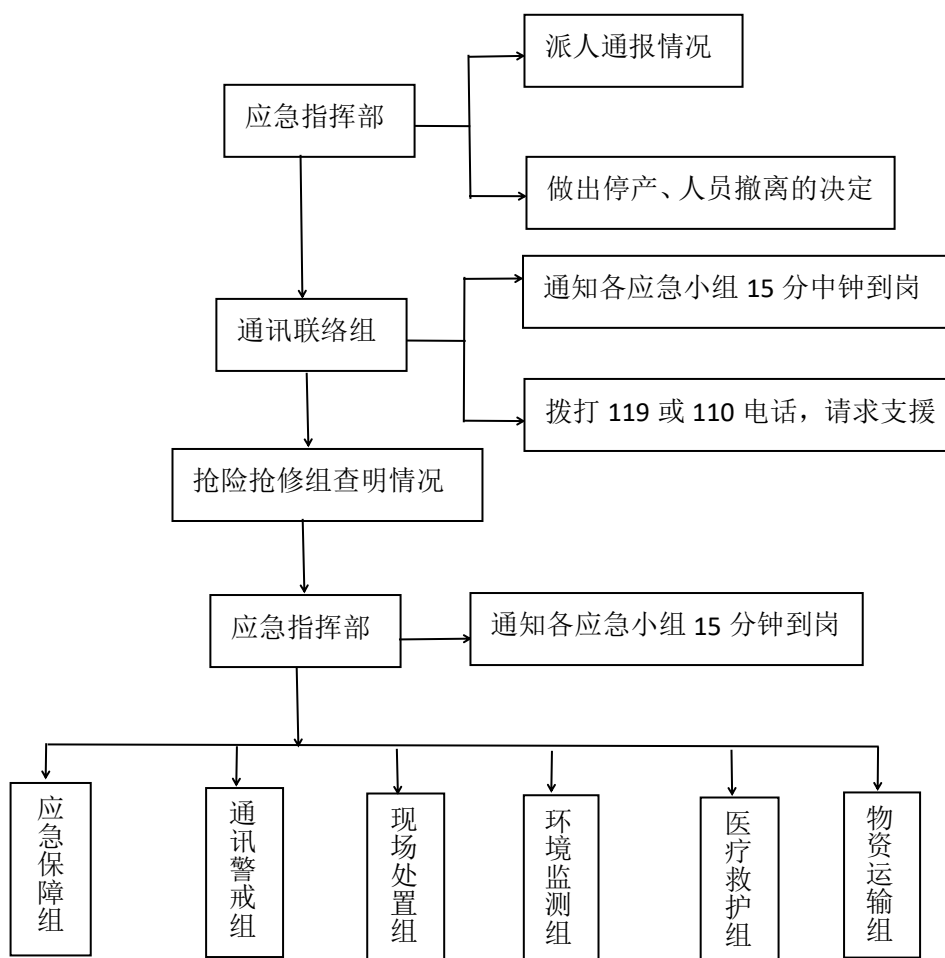 派人通报情况
应急指挥部
做出停产、人员撤离的决定
通知各应急小组 15 分中钟到岗
通讯联络组
拨打 119 或 110 电话，请求支援
抢险抢修组查明情况
应急指挥部
通知各应急小组 15 分钟到岗
应急保障组
通讯警戒组
现场处置组
环境监测组
医疗救护组
物资运输组